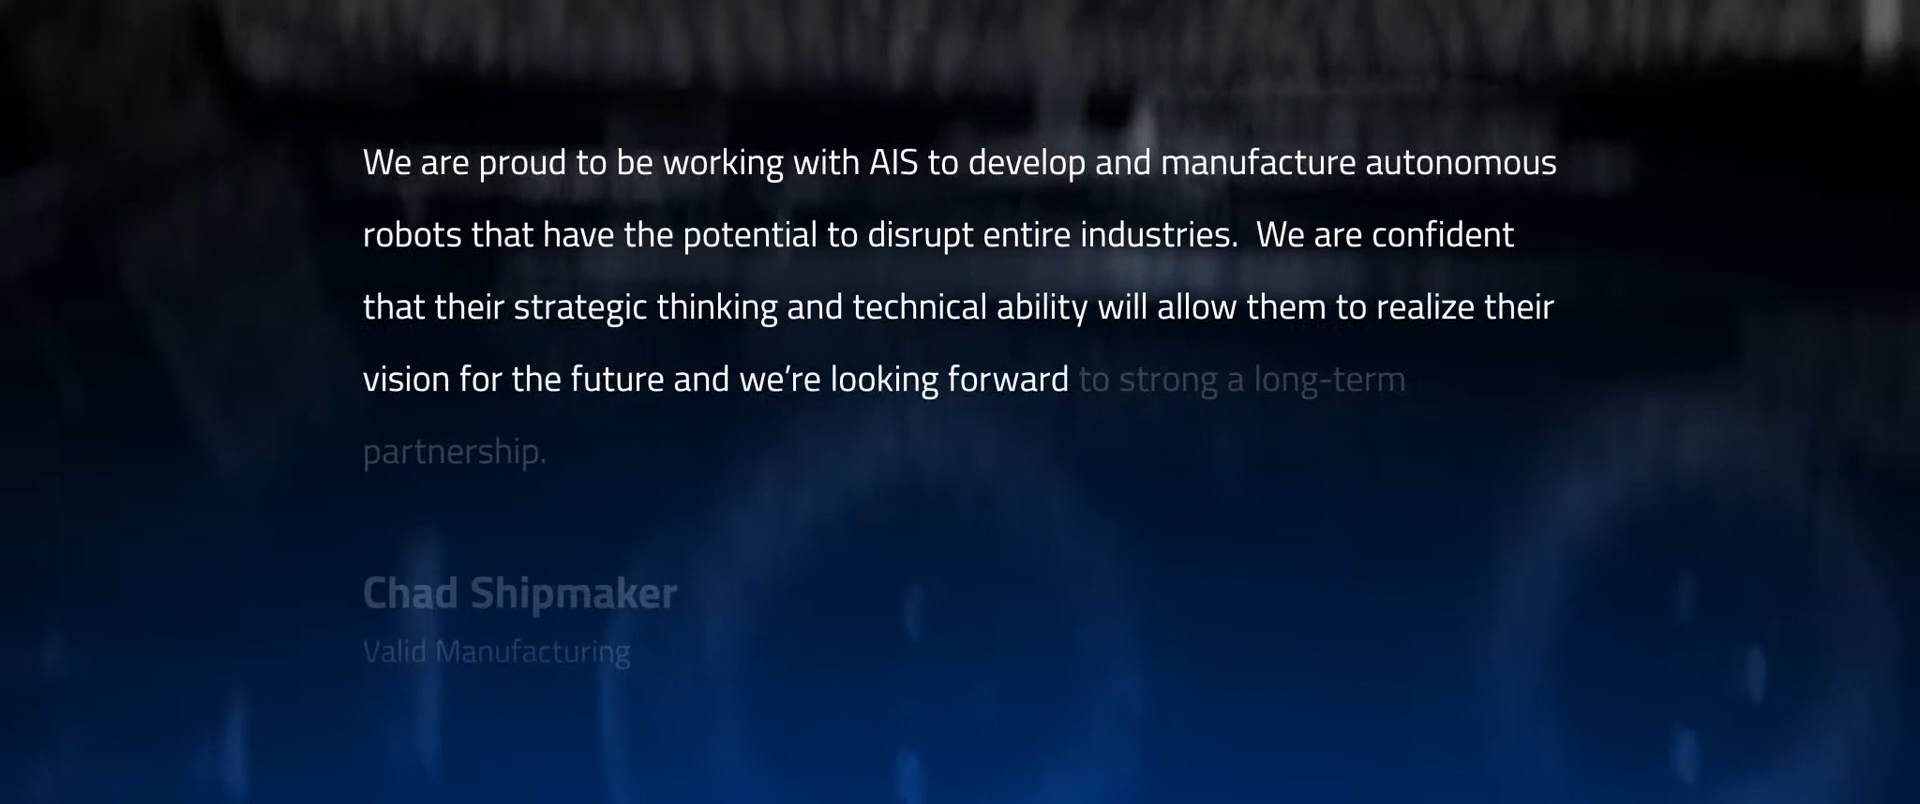 We are proud to be working with AIS to develop and manufacture autonomous
robots that have the potential to disrupt entire industries.  We are confident
that their strategic thinking and technical ability will allow them to realize their
vision for the future and we’re looking forward to strong a long-term
partnership.
Chad Shipmaker
Valid Manufacturing